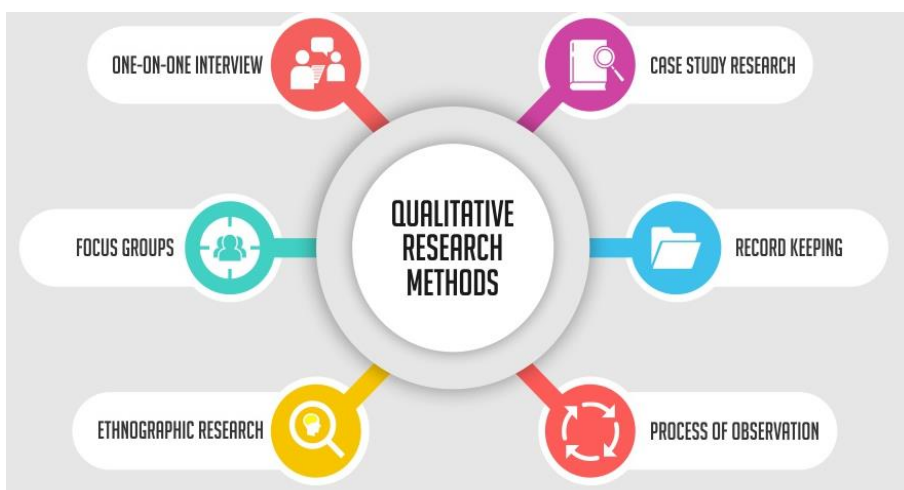 ONE-ON-ONE INTERVIEW
CASE STUDY RESEARCH
FOCUS GROUPS
QUALITATIVE
RESEARCH
METHODS
RECORD KEEPING
ETHNOGRAPHIC RESEARCH
PROCESS OF OBSERVATION